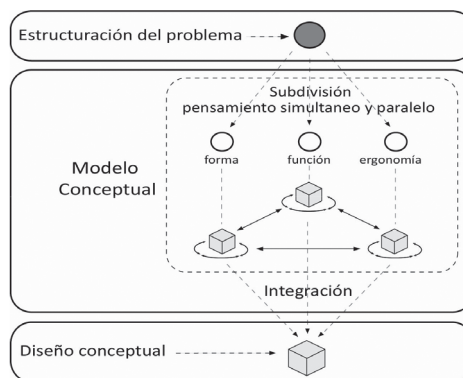 Estructuración del problema
Subdivisión
pensamiento simultaneo y paralelo
forma
función
ergonomía
Modelo
Conceptual
Integración
Diseño conceptual